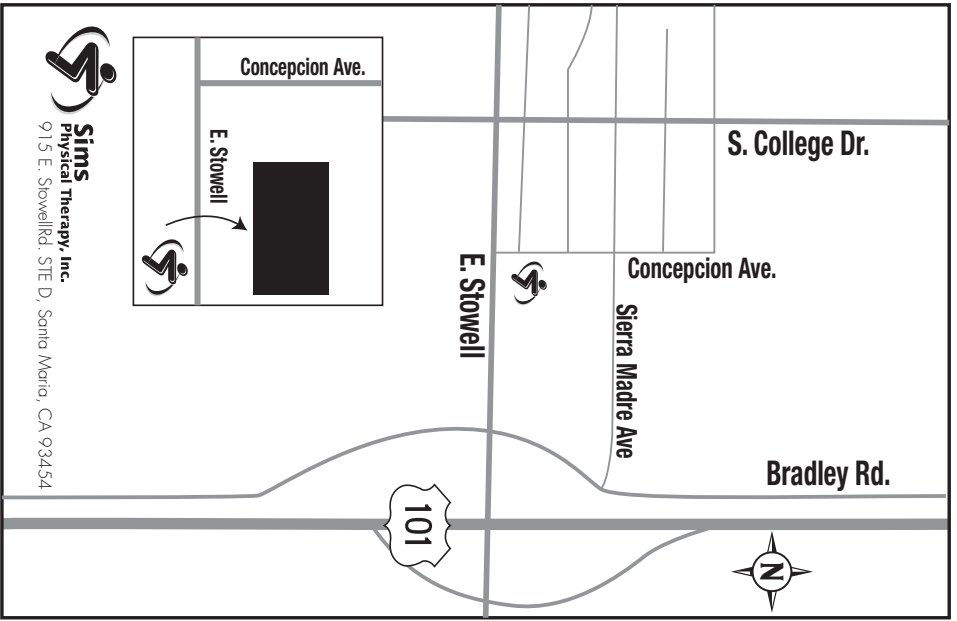 Sims
Physical Therapy, Inc.
915 E. StowellRd. STE D, Santa Maria, CA 93454
Concepcion Ave.
E. Stowell
S. College Dr.
Concepcion Ave.
E. Stowell
Sierra Madre Ave
Bradley Rd.
101
N